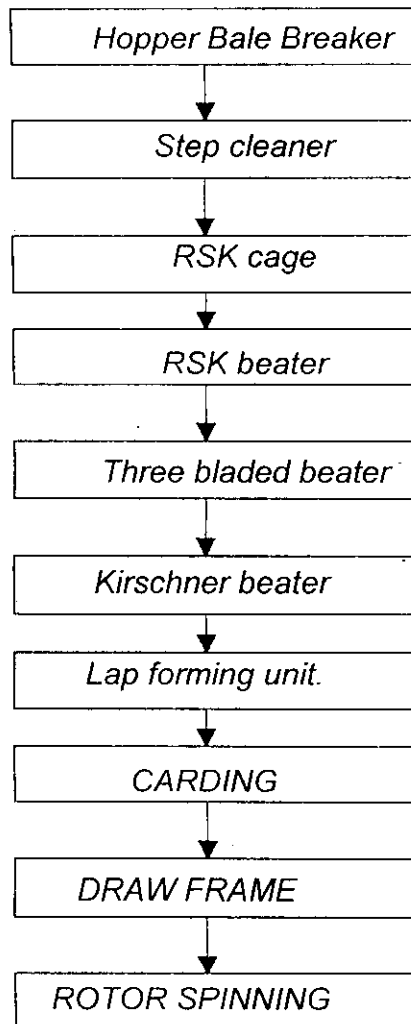 Hopper Bale Breaker
Step cleaner
RSK cage
RSK beater
Three bladed beater
Kirschner beater
Lap forming unit.
CARDING
DRAW FRAME
ROTOR SPINNING